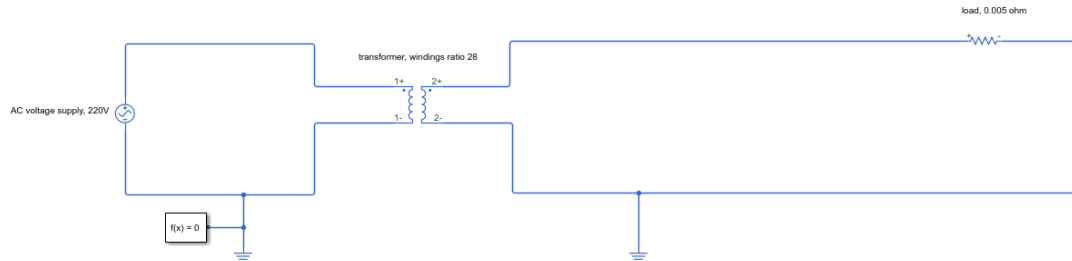 load, 0.005 ohm
+ -
transformer, windings ratio 28
1+ 2+
AC voltage supply, 220V
1- 2-
f(x) = 0